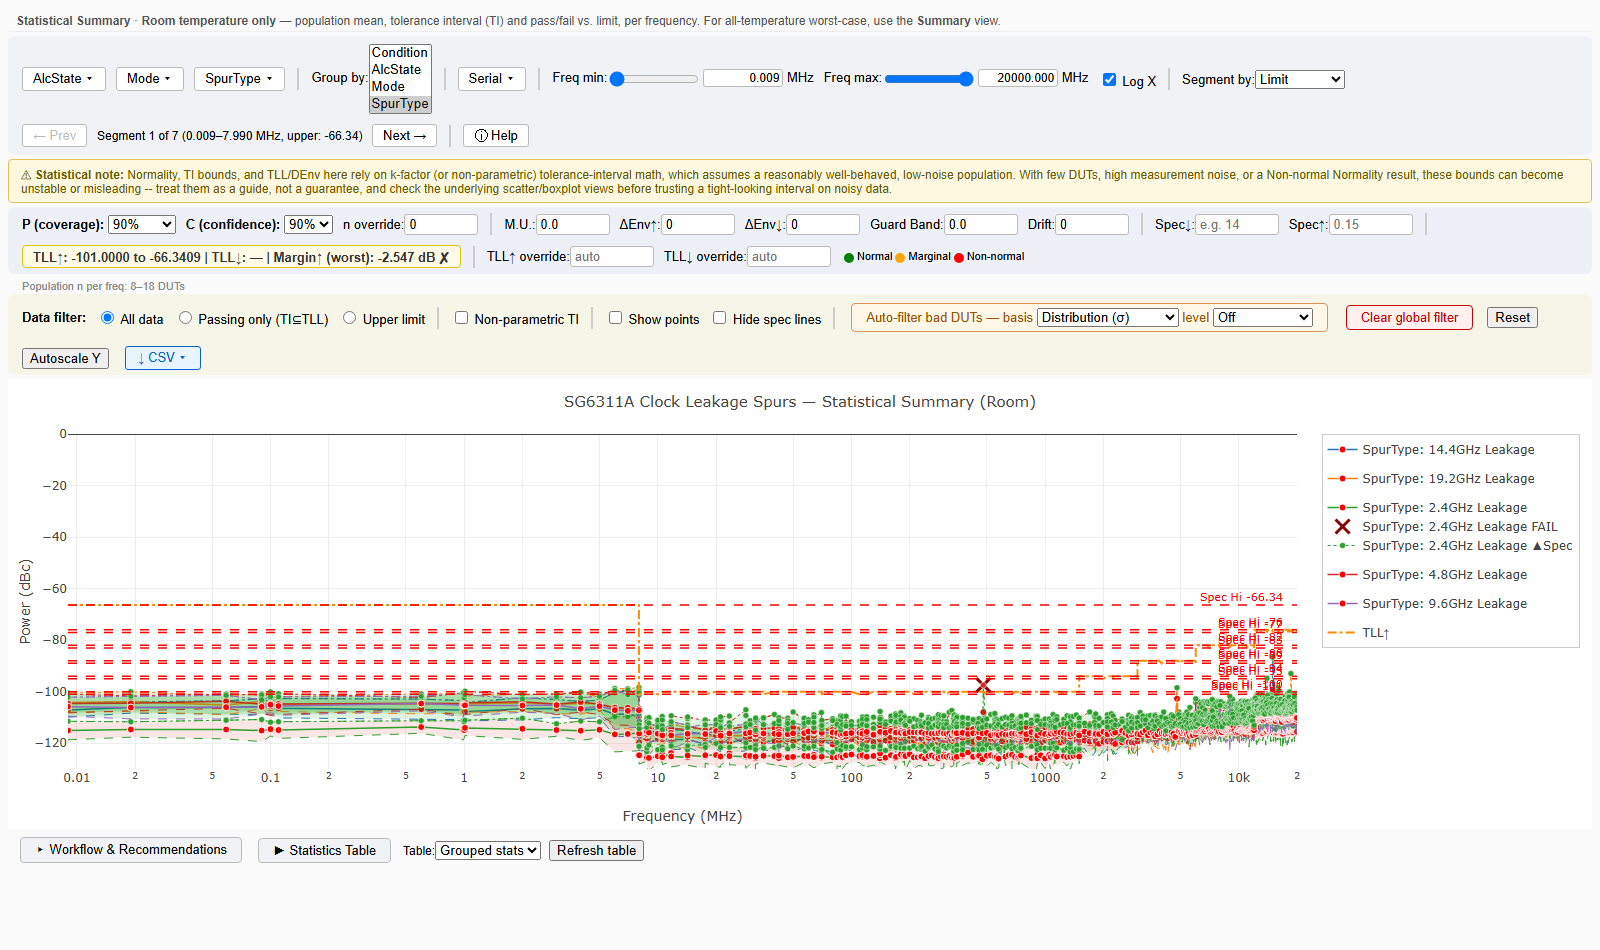 Statistical Summary · Room temperature only — population mean, tolerance interval (TI) and pass/fail vs. limit, per frequency. For all-temperature worst-case, use the Summary view.
Condition
AlcState
Mode
SpurType
AlcState ▾ Mode ▾ SpurType ▾ Group by: Serial ▾ Freq min: 0.009 MHz Freq max: 20000.000 MHz Log X Segment by: Limit
← Prev Segment 1 of 7 (0.009–7.990 MHz, upper: -66.34) Next → ⓘ Help
⚠ Statistical note: Normality, TI bounds, and TLL/DEnv here rely on k-factor (or non-parametric) tolerance-interval math, which assumes a reasonably well-behaved, low-noise population. With few DUTs, high measurement noise, or a Non-normal Normality result, these bounds can become
unstable or misleading -- treat them as a guide, not a guarantee, and check the underlying scatter/boxplot views before trusting a tight-looking interval on noisy data.
P (coverage): 90% C (confidence): 90% n override: 0 M.U.: 0.0 ΔEnv↑: 0 ΔEnv↓: 0 Guard Band: 0.0 Drift: 0 Spec↓: e.g. 14 Spec↑: 0.15
TLL↑: -101.0000 to -66.3409 | TLL↓: — | Margin↑ (worst): -2.547 dB ✘ TLL↑ override: auto TLL↓ override: auto Normal Marginal Non-normal
Population n per freq: 8–18 DUTs
Data filter: All data Passing only (TI⊆TLL) Upper limit Non-parametric TI Show points Hide spec lines Auto-filter bad DUTs — basis Distribution (σ) level Off Clear global filter Reset
Autoscale Y ↓ CSV ▾
SG6311A Clock Leakage Spurs — Statistical Summary (Room)
0
−20
−40
−60
−80
−100
−120
Power (dBc)
Spec Hi -66.34
Spec Hi -76
0.01 2 5 0.1 2 5 1 2 5 10 2 5 100 2 5 1000 2 5 10k 2
Frequency (MHz)
SpurType: 14.4GHz Leakage
SpurType: 19.2GHz Leakage
SpurType: 2.4GHz Leakage
SpurType: 2.4GHz Leakage FAIL
SpurType: 2.4GHz Leakage ▲Spec
SpurType: 4.8GHz Leakage
SpurType: 9.6GHz Leakage
TLL↑
‣ Workflow & Recommendations ▶ Statistics Table Table: Grouped stats Refresh table